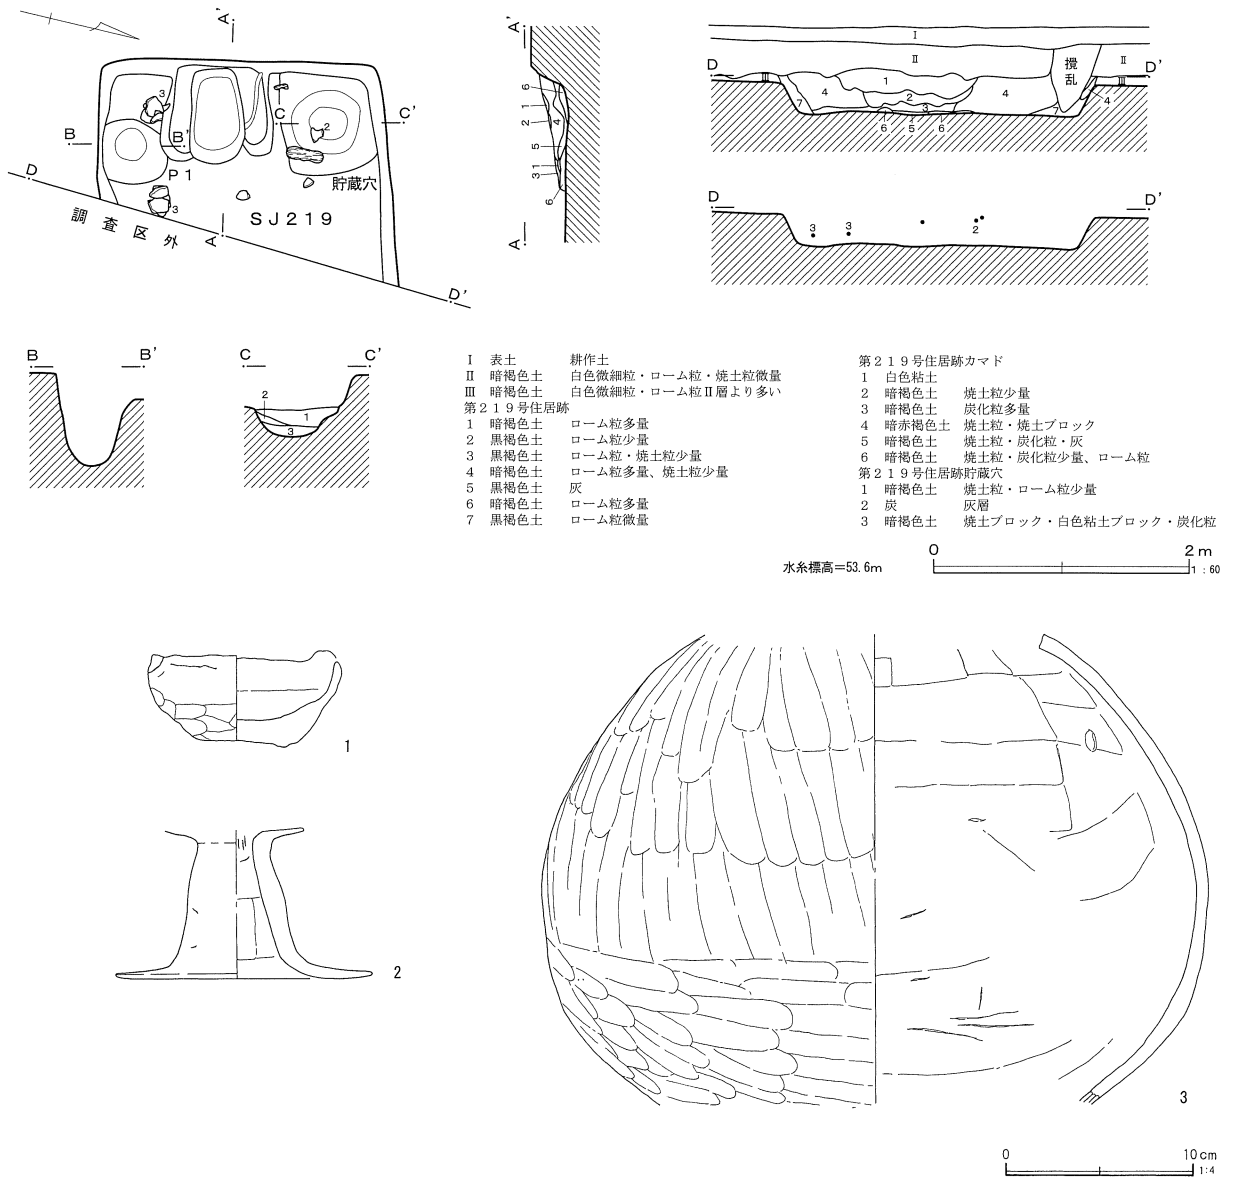 A'
A'
Ⅰ
Ⅱ
攪乱
Ⅱ
D
D'
Ⅲ
1
2
3
4
4
7
7
Ⅲ
4
6
5
6
3
C
C'
2
B
B'
P1
貯蔵穴
D
3
SJ219
調査区外
A
D'
6
1
2
4
5
1
3
6
A
D
D'
3
3
2
B
B'
C
C'
2
1
3
Ⅰ 表土 耕作土
Ⅱ 暗褐色土 白色微細粒・ローム粒・焼土粒微量
Ⅲ 暗褐色土 白色微細粒・ローム粒Ⅱ層より多い
第219号住居跡
1 暗褐色土 ローム粒多量
2 黒褐色土 ローム粒少量
3 黒褐色土 ローム粒・焼土粒少量
4 暗褐色土 ローム粒多量、焼土粒少量
5 黒褐色土 灰
6 暗褐色土 ローム粒多量
7 黒褐色土 ローム粒微量
第219号住居跡カマド
1 白色粘土
2 暗褐色土 焼土粒少量
3 暗褐色土 炭化粒多量
4 暗赤褐色土 焼土粒・焼土ブロック
5 暗褐色土 焼土粒・炭化粒・灰
6 暗褐色土 焼土粒・炭化粒少量、ローム粒
第219号住居跡貯蔵穴
1 暗褐色土 焼土粒・ローム粒少量
2 炭 灰層
3 暗褐色土 焼土ブロック・白色粘土ブロック・炭化粒
水糸標高=53.6m
0 2m
1:60
1
2
3
0 10cm
1:4